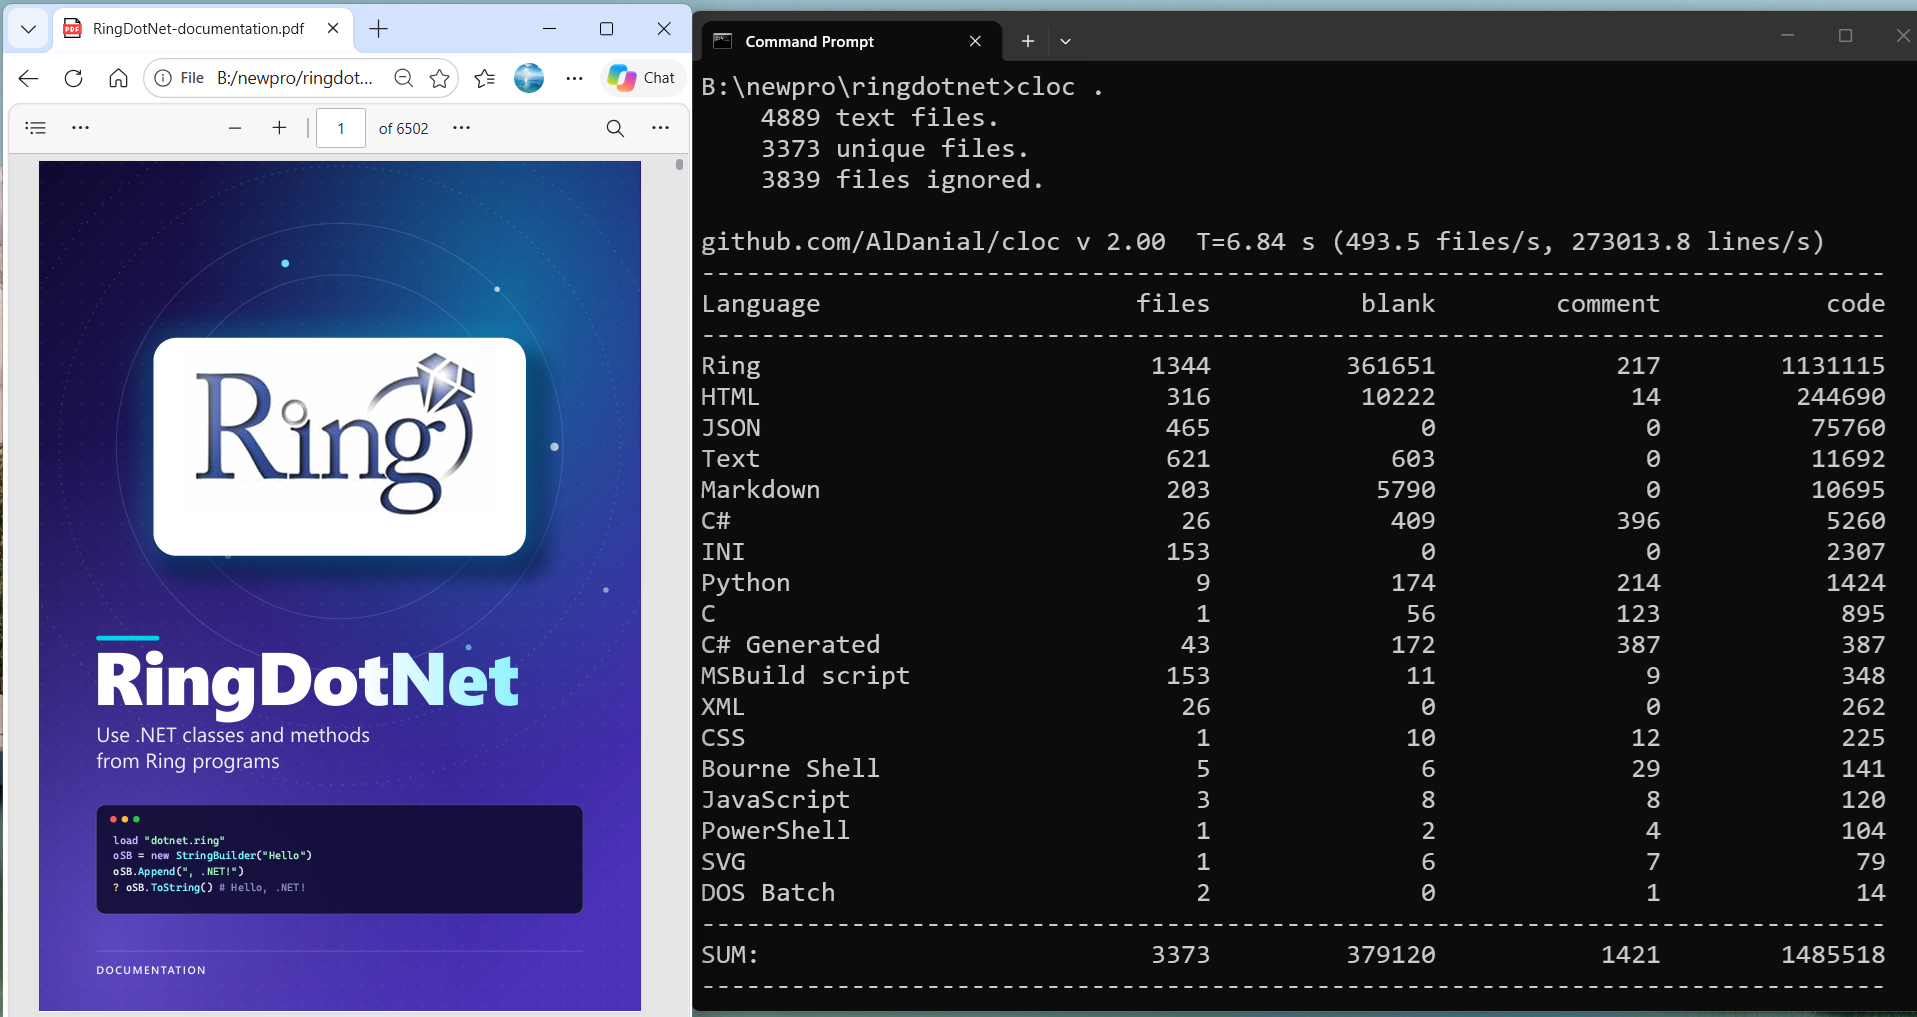 RingDotNet-documentation.pdf
File B:/newpro/ringdot...
Chat
1 of 6502
Ring
RingDotNet
Use .NET classes and methods
from Ring programs
load "dotnet.ring"
oSB = new StringBuilder("Hello")
oSB.Append(", .NET!")
? oSB.ToString() # Hello, .NET!
DOCUMENTATION
Command Prompt
B:\newpro\ringdotnet>cloc .
4889 text files.
3373 unique files.
3839 files ignored.
github.com/AlDanial/cloc v 2.00  T=6.84 s (493.5 files/s, 273013.8 lines/s)
-------------------------------------------------------------------------------
Language files blank comment code
-------------------------------------------------------------------------------
Ring 1344 361651 217 1131115
HTML 316 10222 14 244690
JSON 465 0 0 75760
Text 621 603 0 11692
Markdown 203 5790 0 10695
C# 26 409 396 5260
INI 153 0 0 2307
Python 9 174 214 1424
C 1 56 123 895
C# Generated 43 172 387 387
MSBuild script 153 11 9 348
XML 26 0 0 262
CSS 1 10 12 225
Bourne Shell 5 6 29 141
JavaScript 3 8 8 120
PowerShell 1 2 4 104
SVG 1 6 7 79
DOS Batch 2 0 1 14
-------------------------------------------------------------------------------
SUM: 3373 379120 1421 1485518
-------------------------------------------------------------------------------